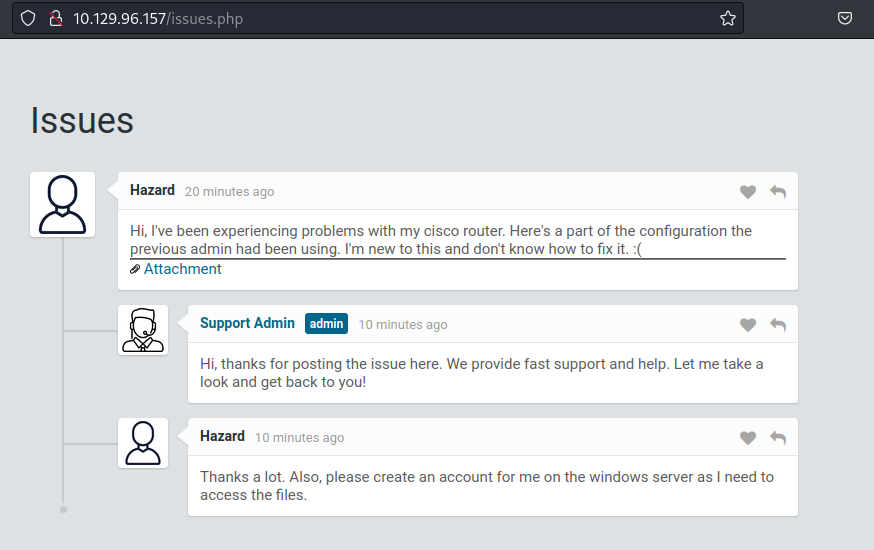 10.129.96.157/issues.php
Issues
Hazard 20 minutes ago
Hi, I've been experiencing problems with my cisco router. Here's a part of the configuration the
previous admin had been using. I'm new to this and don't know how to fix it. :(
Attachment
Support Admin admin 10 minutes ago
Hi, thanks for posting the issue here. We provide fast support and help. Let me take a
look and get back to you!
Hazard 10 minutes ago
Thanks a lot. Also, please create an account for me on the windows server as I need to
access the files.